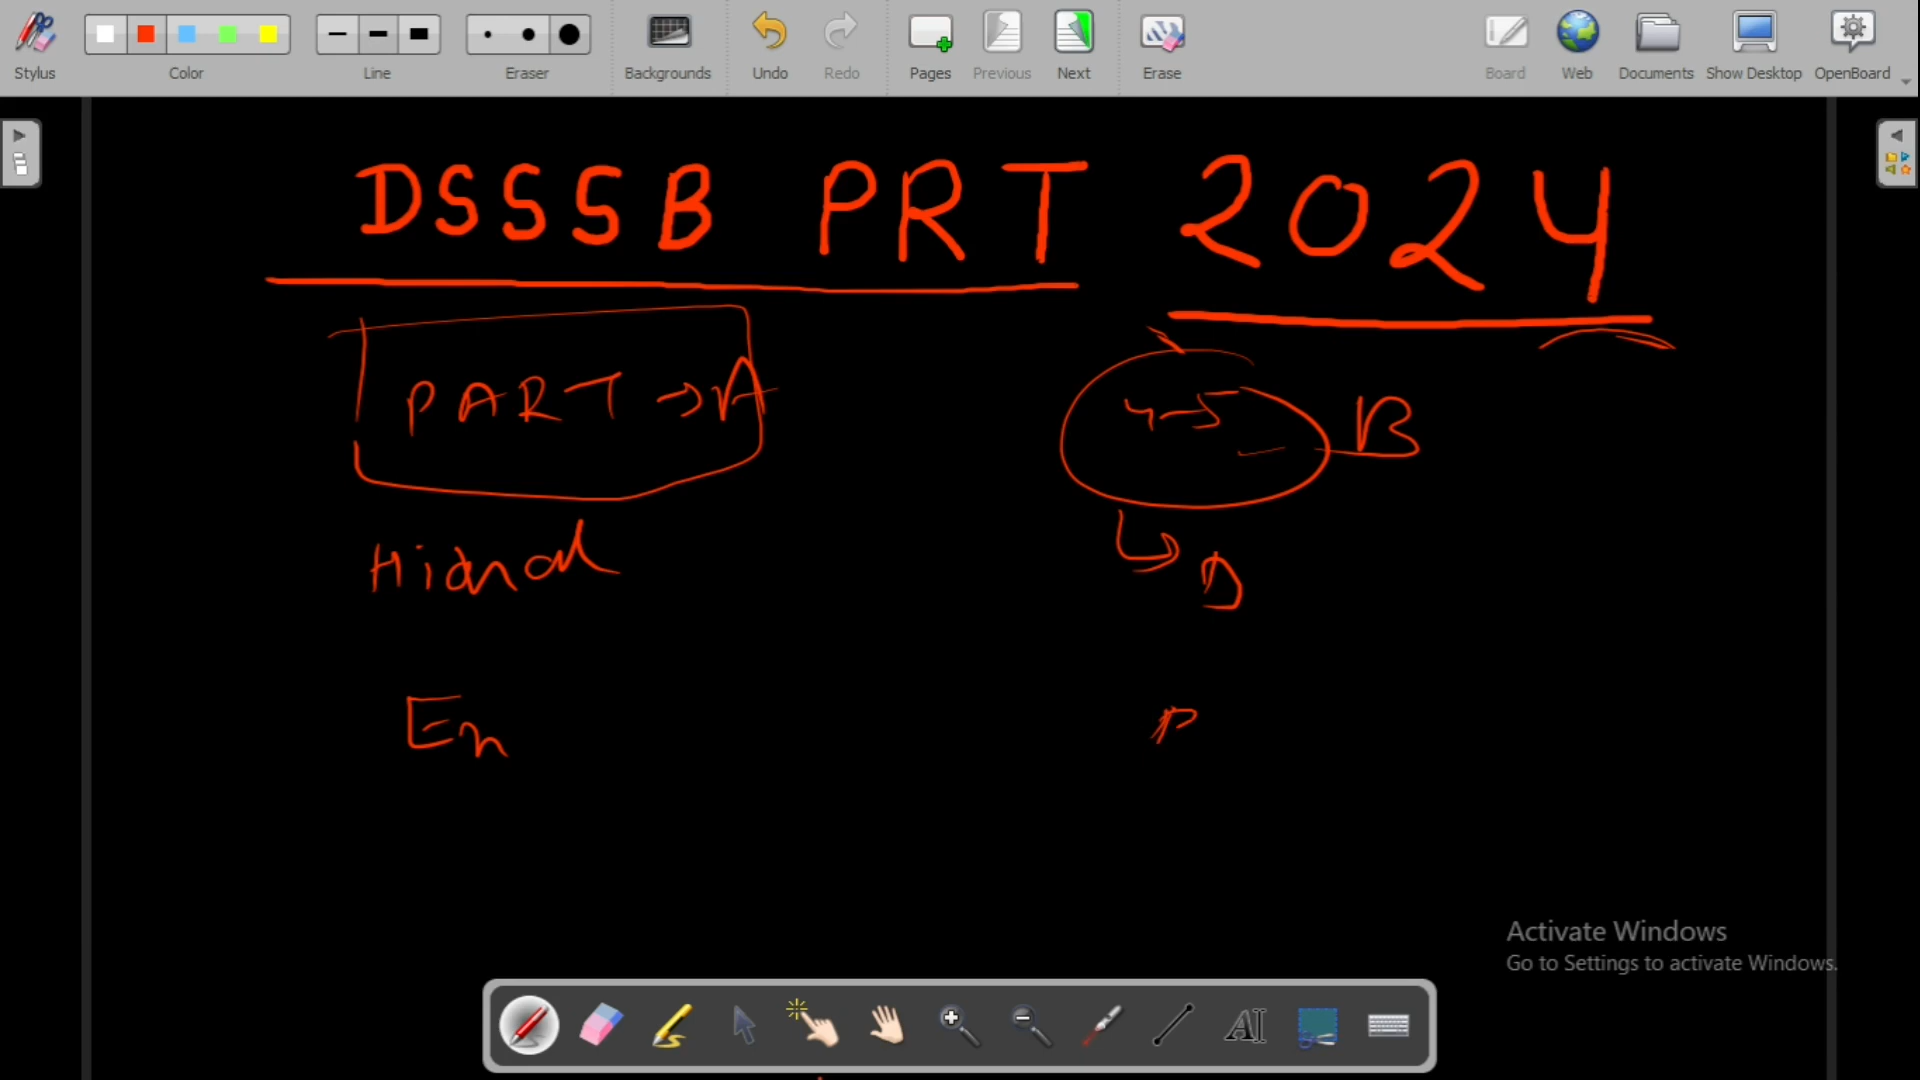 Stylus Color Line Eraser Backgrounds Undo Redo Pages Previous Next Erase Board Web Documents Show Desktop OpenBoard
DSSSB PRT 2024
PART → A
4-5 B
D
En
P
Activate Windows
Go to Settings to activate Windows.
AI